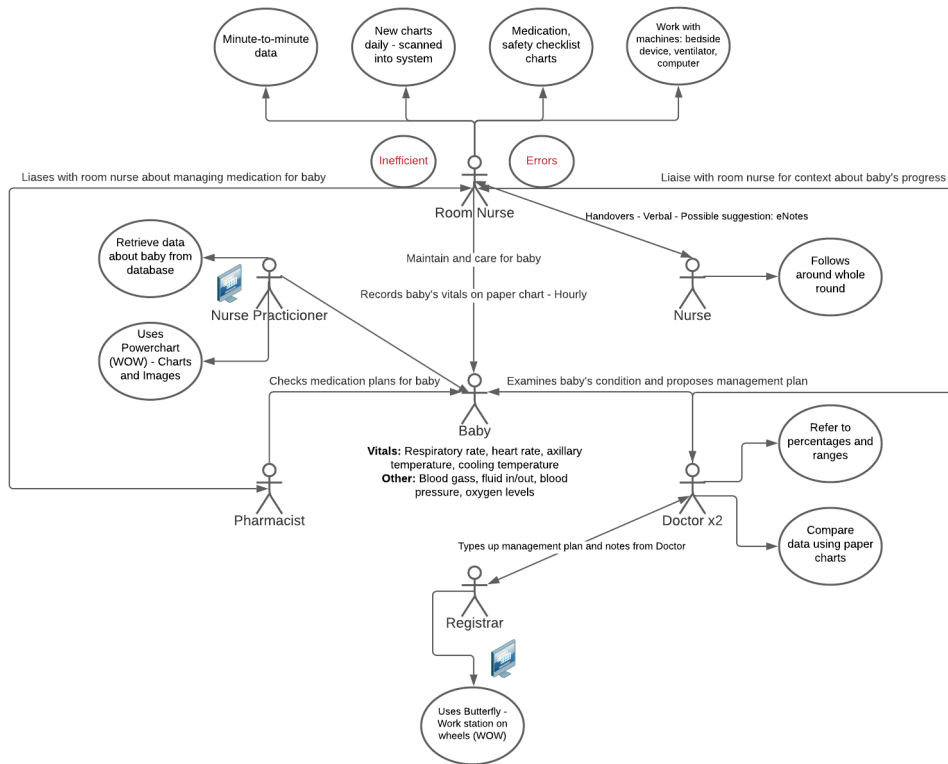 Minute-to-minute
data
New charts
daily - scanned
into system
Medication,
safety checklist
charts
Work with
machines: bedside
device, ventilator,
computer
Inefficient
Errors
Liases with room nurse about managing medication for baby
Liaise with room nurse for context about baby's progress
Room Nurse
Handovers - Verbal - Possible suggestion: eNotes
Retrieve data
about baby from
database
Maintain and care for baby
Follows
around whole
round
Records baby's vitals on paper chart - Hourly
Nurse Practicioner
Nurse
Uses
Powerchart
(WOW) - Charts
and Images
Checks medication plans for baby
Examines baby's condition and proposes management plan
Baby
Vitals: Respiratory rate, heart rate, axillary
temperature, cooling temperature
Other: Blood gass, fluid in/out, blood
pressure, oxygen levels
Refer to
percentages and
ranges
Pharmacist
Doctor x2
Compare
data using paper
charts
Types up management plan and notes from Doctor
Registrar
Uses Butterfly -
Work station on
wheels (WOW)